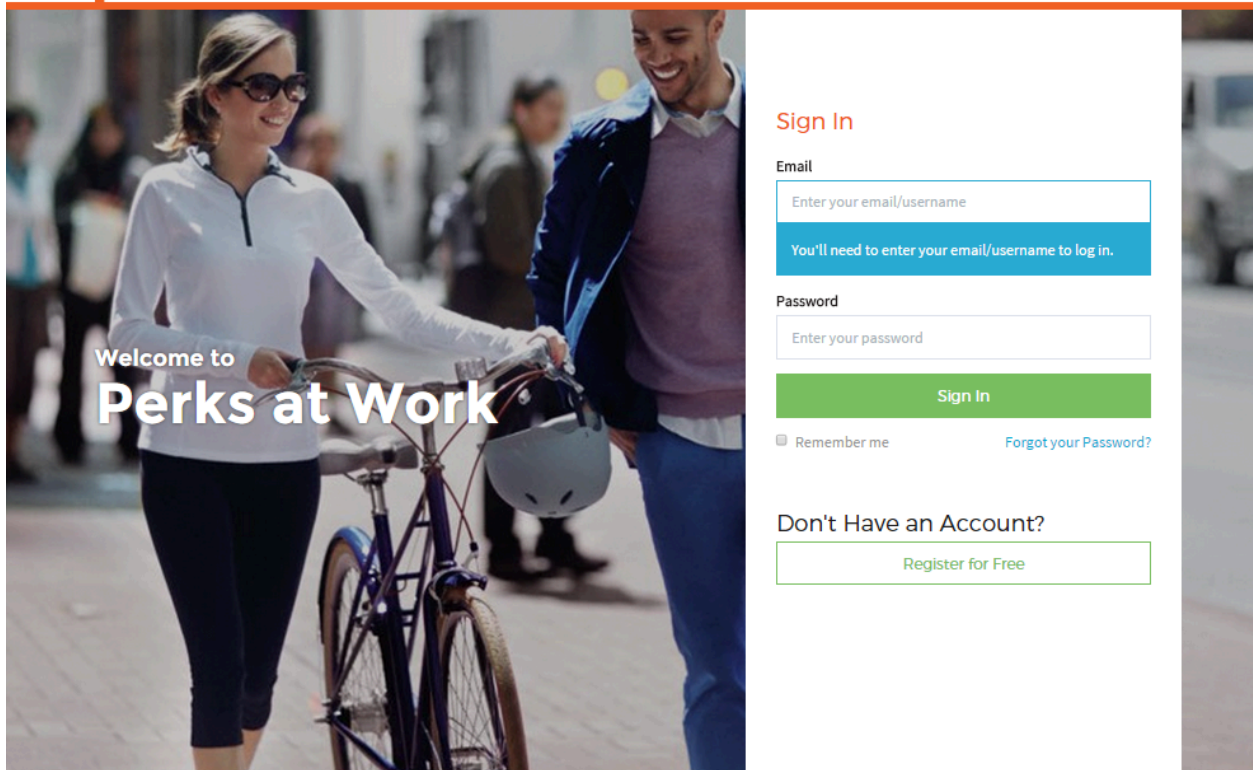 Welcome to
Perks at Work
Sign In
Email
Enter your email/username
You'll need to enter your email/username to log in.
Password
Enter your password
Sign In
Remember me
Forgot your Password?
Don't Have an Account?
Register for Free